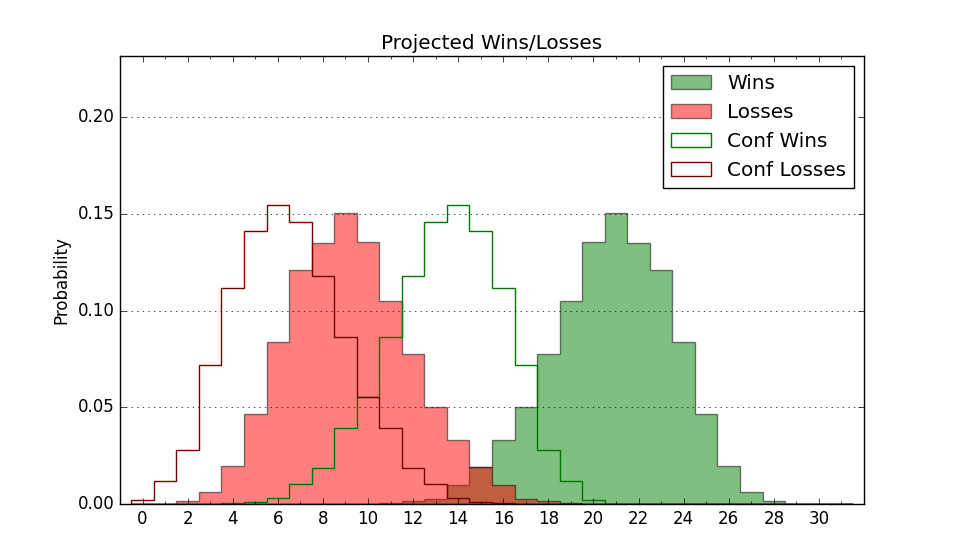 Projected Wins/Losses
Wins
Losses
Conf Wins
Conf Losses
Probability
0.20
0.15
0.10
0.05
0.00
0 2 4 6 8 10 12 14 16 18 20 22 24 26 28 30